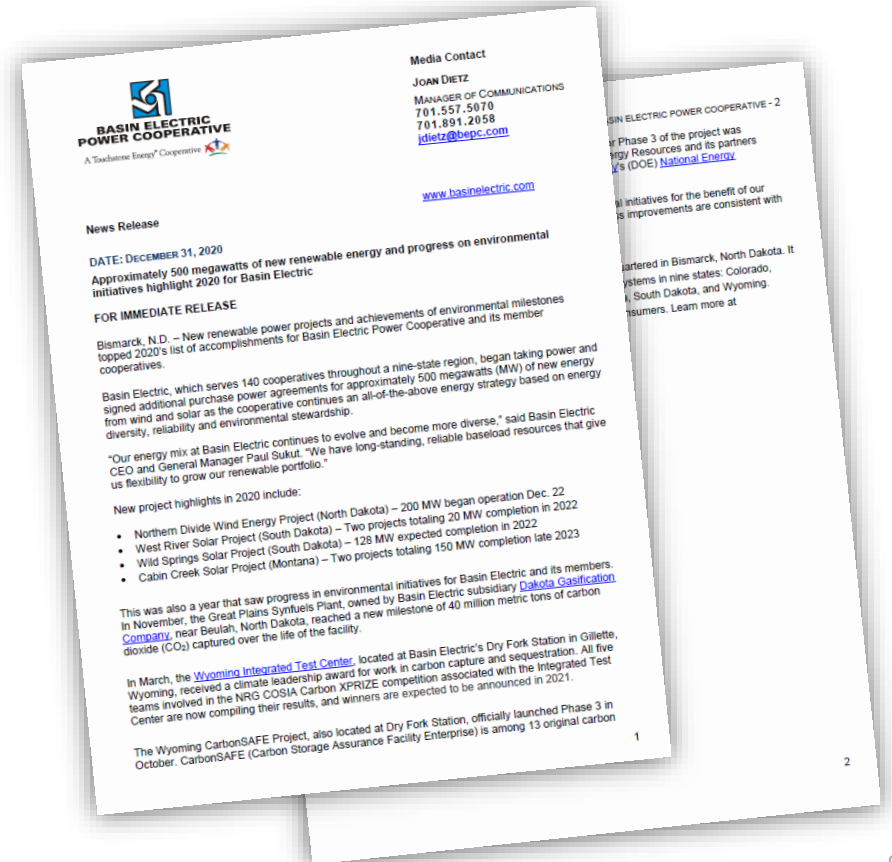 BASIN ELECTRIC
POWER COOPERATIVE
A Touchstone Energy® Cooperative
Media Contact
JOAN DIETZ
MANAGER OF COMMUNICATIONS
701.557.5070
701.891.2058
jdietz@bepc.com
www.basinelectric.com
News Release
DATE: DECEMBER 31, 2020
Approximately 500 megawatts of new renewable energy and progress on environmental
initiatives highlight 2020 for Basin Electric
FOR IMMEDIATE RELEASE
Bismarck, N.D. – New renewable power projects and achievements of environmental milestones
topped 2020's list of accomplishments for Basin Electric Power Cooperative and its member
cooperatives.
Basin Electric, which serves 140 cooperatives throughout a nine-state region, began taking power and
signed additional purchase power agreements for approximately 500 megawatts (MW) of new energy
from wind and solar as the cooperative continues an all-of-the-above energy strategy based on energy
diversity, reliability and environmental stewardship.
“Our energy mix at Basin Electric continues to evolve and become more diverse,” said Basin Electric
CEO and General Manager Paul Sukut. “We have long-standing, reliable baseload resources that give
us flexibility to grow our renewable portfolio.”
New project highlights in 2020 include:
• Northern Divide Wind Energy Project (North Dakota) – 200 MW began operation Dec. 22
• West River Solar Project (South Dakota) – Two projects totaling 20 MW completion in 2022
• Wild Springs Solar Project (South Dakota) – 128 MW expected completion in 2022
• Cabin Creek Solar Project (Montana) – Two projects totaling 150 MW completion late 2023
This was also a year that saw progress in environmental initiatives for Basin Electric and its members.
In November, the Great Plains Synfuels Plant, owned by Basin Electric subsidiary Dakota Gasification
Company, near Beulah, North Dakota, reached a new milestone of 40 million metric tons of carbon
dioxide (CO₂) captured over the life of the facility.
In March, the Wyoming Integrated Test Center, located at Basin Electric's Dry Fork Station in Gillette,
Wyoming, received a climate leadership award for work in carbon capture and sequestration. All five
teams involved in the NRG COSIA Carbon XPRIZE competition associated with the Integrated Test
Center are now compiling their results, and winners are expected to be announced in 2021.
The Wyoming CarbonSAFE Project, also located at Dry Fork Station, officially launched Phase 3 in
October. CarbonSAFE (Carbon Storage Assurance Facility Enterprise) is among 13 original carbon
1
ELECTRIC POWER COOPERATIVE - 2
Phase 3 of the project was
Resources and its partners
(DOE) National Energy
initiatives for the benefit of our
improvements are consistent with
in Bismarck, North Dakota. It
in nine states: Colorado,
South Dakota, and Wyoming.
Learn more at
2